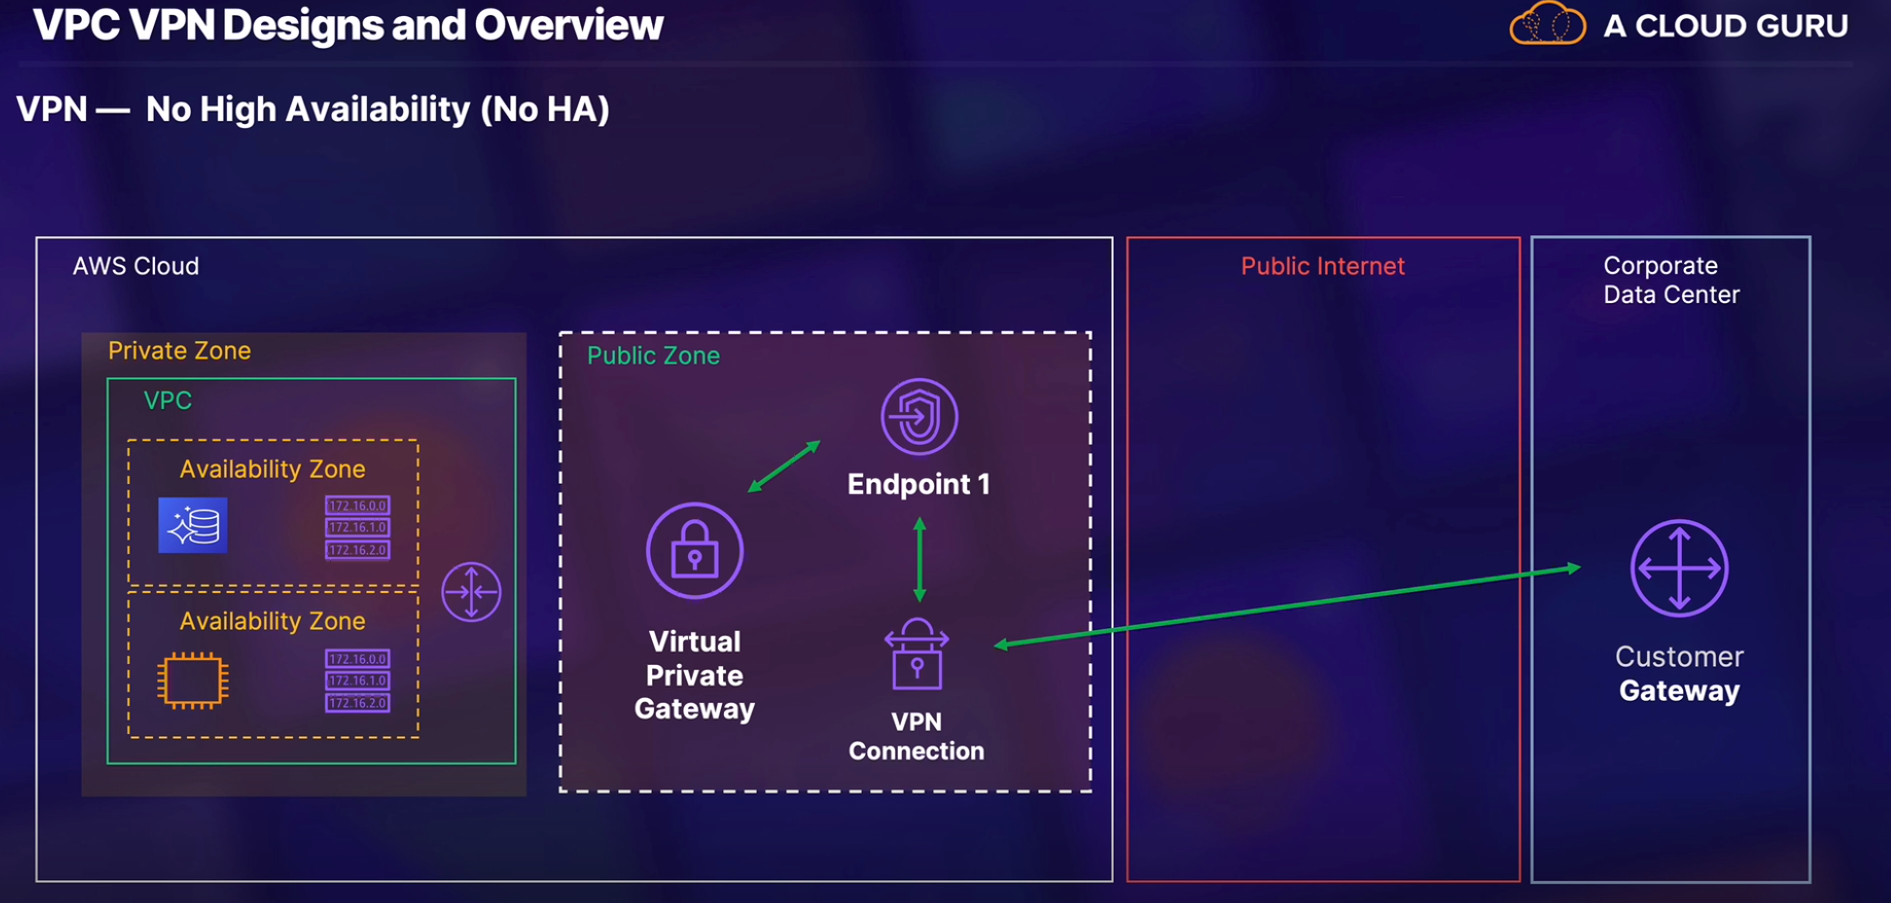 VPC VPN Designs and Overview
A CLOUD GURU
VPN — No High Availability (No HA)
AWS Cloud
Private Zone
VPC
Availability Zone
172.16.0.0
172.16.1.0
172.16.2.0
Availability Zone
172.16.0.0
172.16.1.0
172.16.2.0
Public Zone
Endpoint 1
Virtual
Private
Gateway
VPN
Connection
Public Internet
Corporate
Data Center
Customer
Gateway